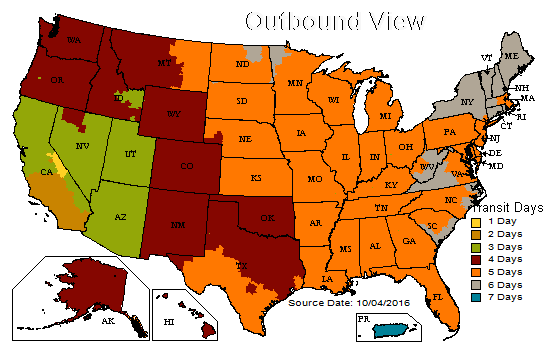 Outbound View
WA
OR
MT
ID
WY
NV
UT
CA
CO
AZ
NM
ND
SD
NE
KS
OK
TX
MN
IA
MO
AR
LA
WI
IL
MI
IN
OH
KY
TN
MS
AL
GA
FL
SC
NC
VA
WV
PA
NY
VT
ME
NH
MA
RI
CT
NJ
DE
MD
AK
HI
PR
Transit Days
1 Day
2 Days
3 Days
4 Days
5 Days
6 Days
7 Days
Source Date: 10/04/2016